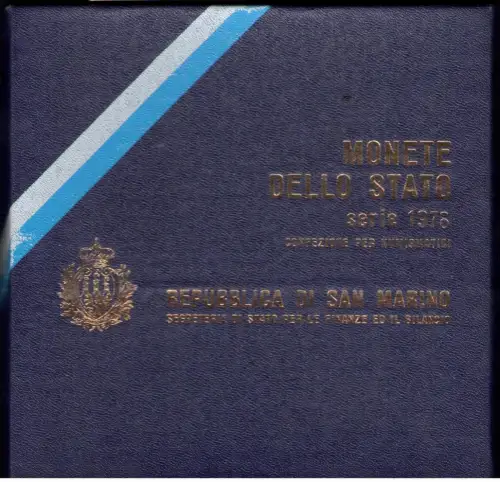 MONETE
DELLO STATO
serie 1976
CONFEZIONE PER NUMISMATICI
REPUBBLICA DI SAN MARINO
SEGRETERIA DI STATO PER LE FINANZE ED IL BILANCIO